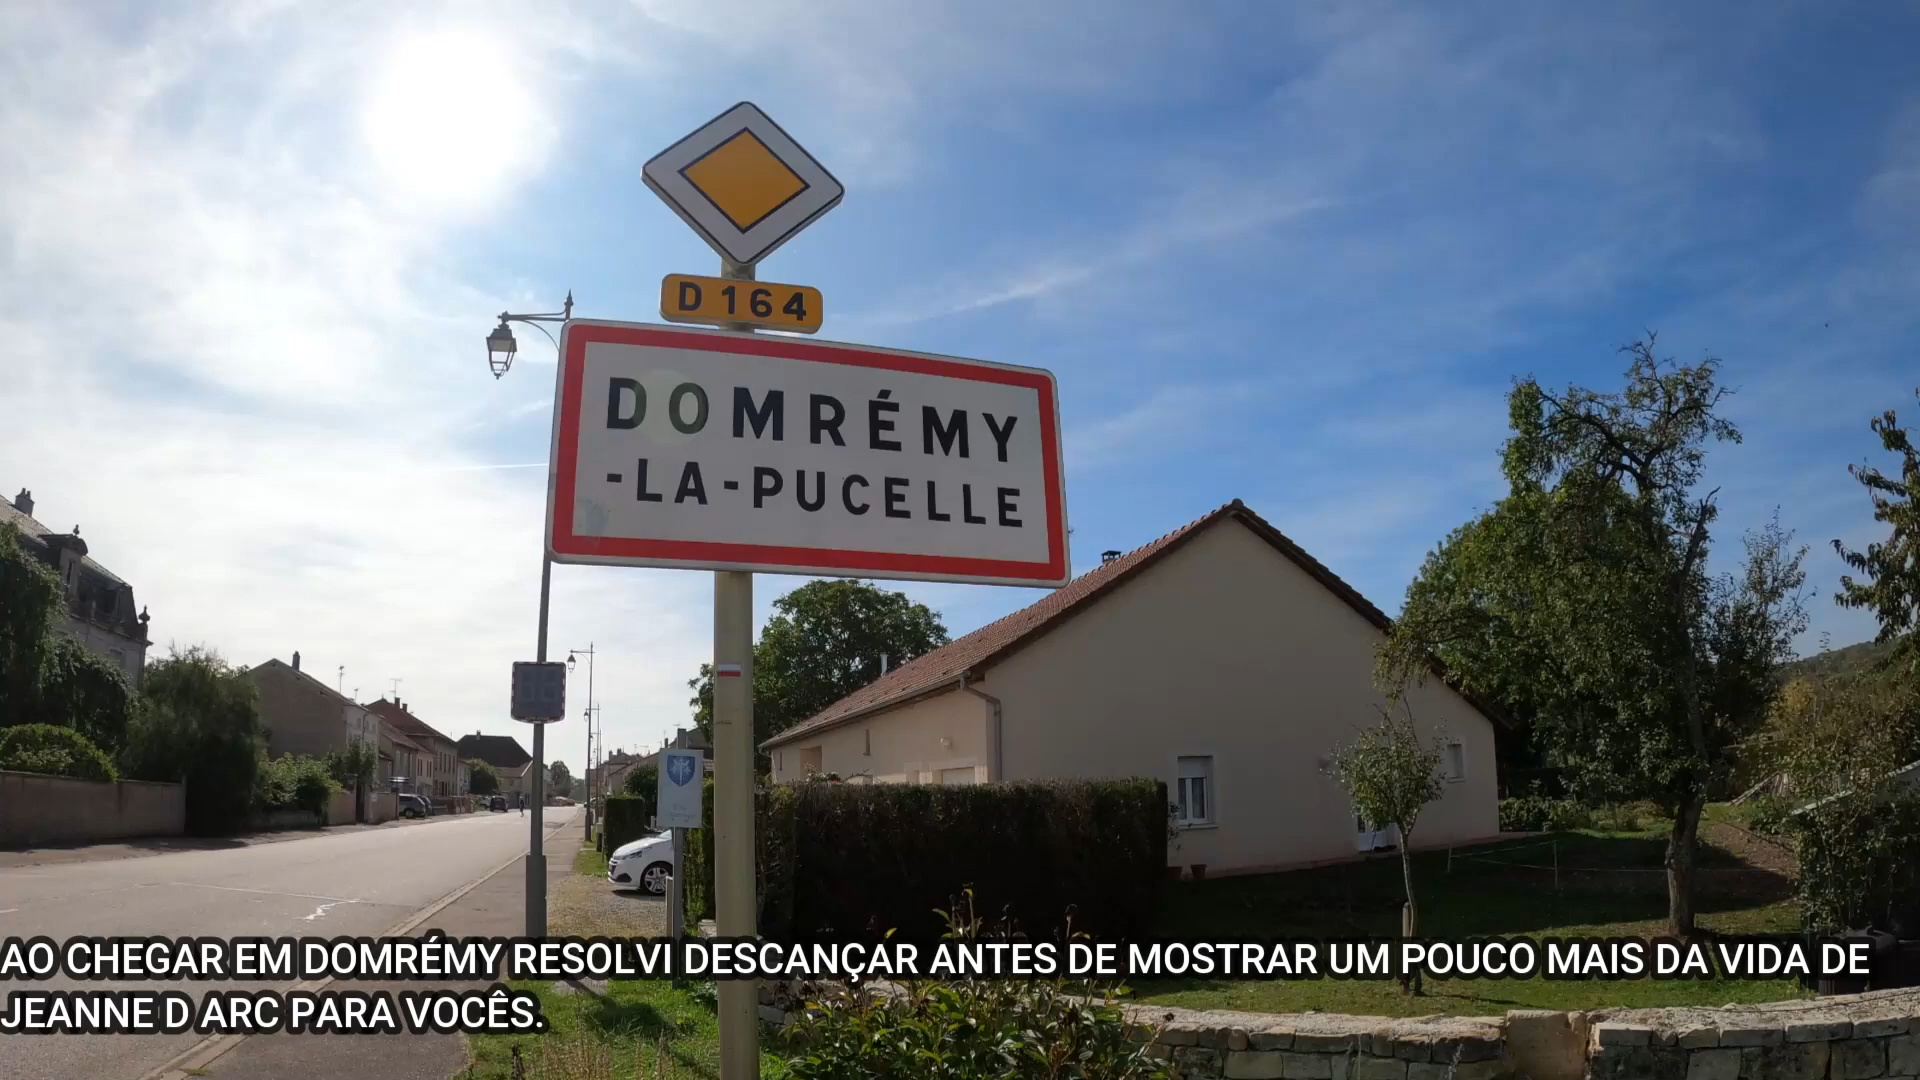 D 164
DOMRÉMY
-LA-PUCELLE
AO CHEGAR EM DOMRÉMY RESOLVI DESCANÇAR ANTES DE MOSTRAR UM POUCO MAIS DA VIDA DE
JEANNE D ARC PARA VOCÊS.